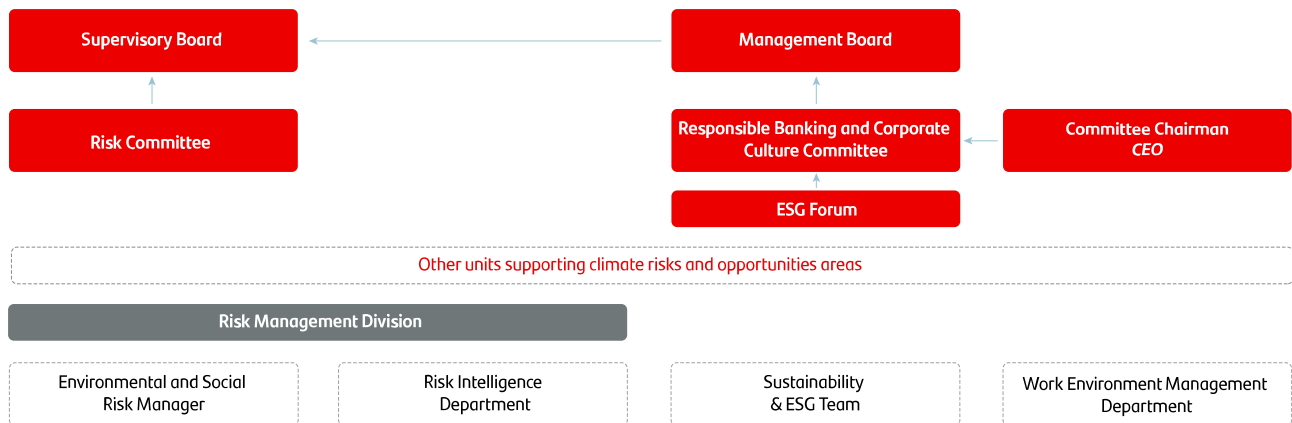 Supervisory Board
Management Board
Risk Committee
Responsible Banking and Corporate
Culture Committee
Committee Chairman
CEO
ESG Forum
Other units supporting climate risks and opportunities areas
Risk Management Division
Environmental and Social
Risk Manager
Risk Intelligence
Department
Sustainability
& ESG Team
Work Environment Management
Department